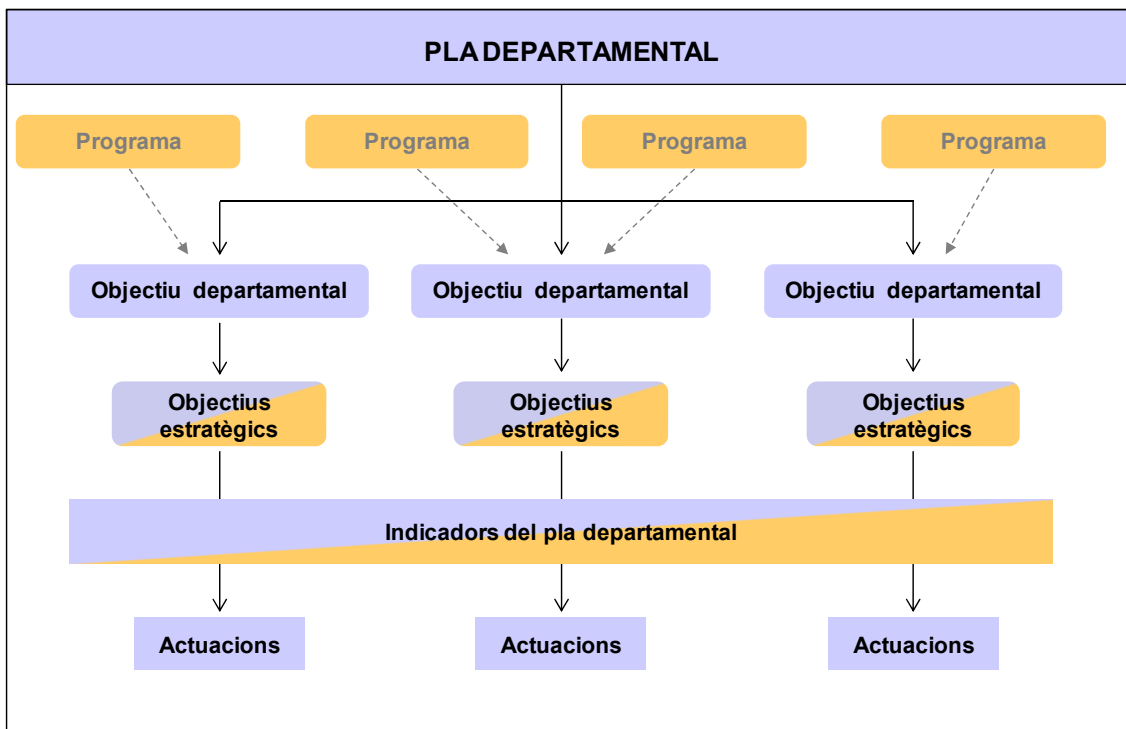 PLA DEPARTAMENTAL
Programa
Programa
Programa
Programa
Objectiu departamental
Objectiu departamental
Objectiu departamental
Objectius
estratègics
Objectius
estratègics
Objectius
estratègics
Indicadors del pla departamental
Actuacions
Actuacions
Actuacions